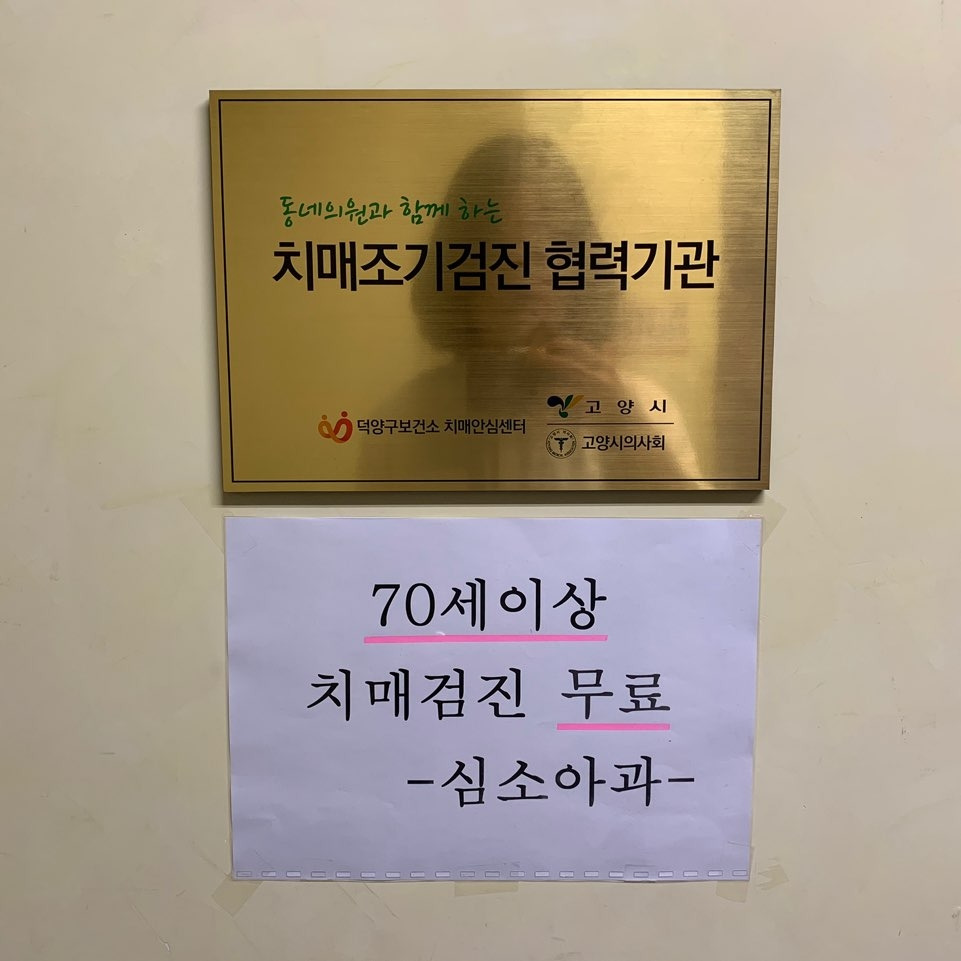 동네의원과 함께 하는
치매조기검진 협력기관
덕양구보건소 치매안심센터
고양시
고양시의사회
70세이상
치매검진 무료
-심소아과-